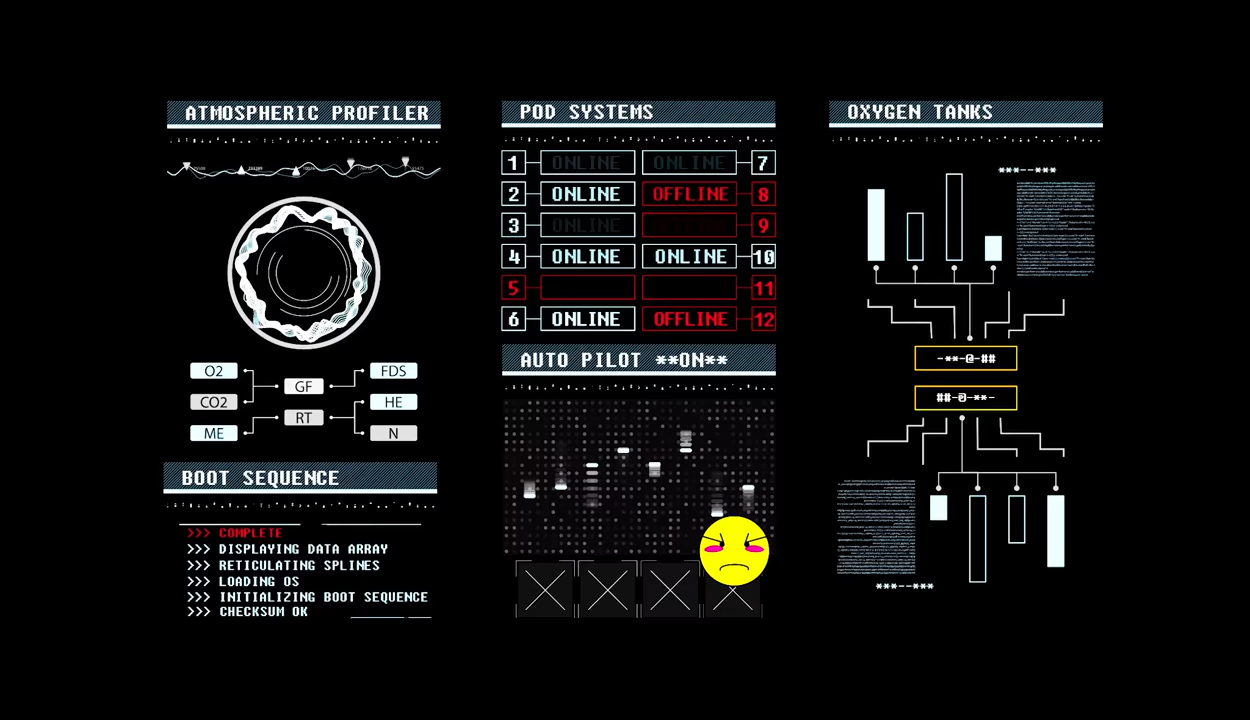 ATMOSPHERIC PROFILER
O2
CO2
ME
GF
RT
FDS
HE
N
BOOT SEQUENCE
>>> COMPLETE
>>> DISPLAYING DATA ARRAY
>>> RETICULATING SPLINES
>>> LOADING OS
>>> INITIALIZING BOOT SEQUENCE
>>> CHECKSUM OK
POD SYSTEMS
1 ONLINE ONLINE 7
2 ONLINE OFFLINE 8
3 ONLINE 9
4 ONLINE ONLINE 10
5 11
6 ONLINE OFFLINE 12
AUTO PILOT **ON**
OXYGEN TANKS
***--***
-**-@-##
##-@-**-
***--***